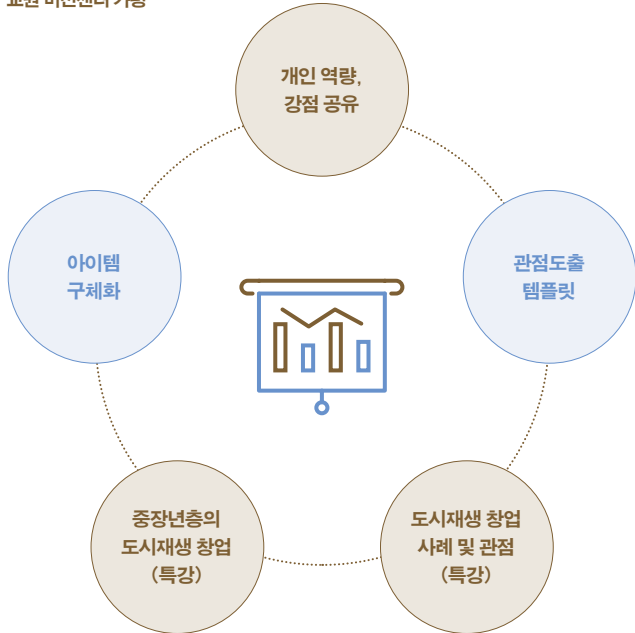 개인 역량,
강점 공유
아이템
구체화
관점도출
템플릿
중장년층의
도시재생 창업
(특강)
도시재생 창업
사례 및 관점
(특강)